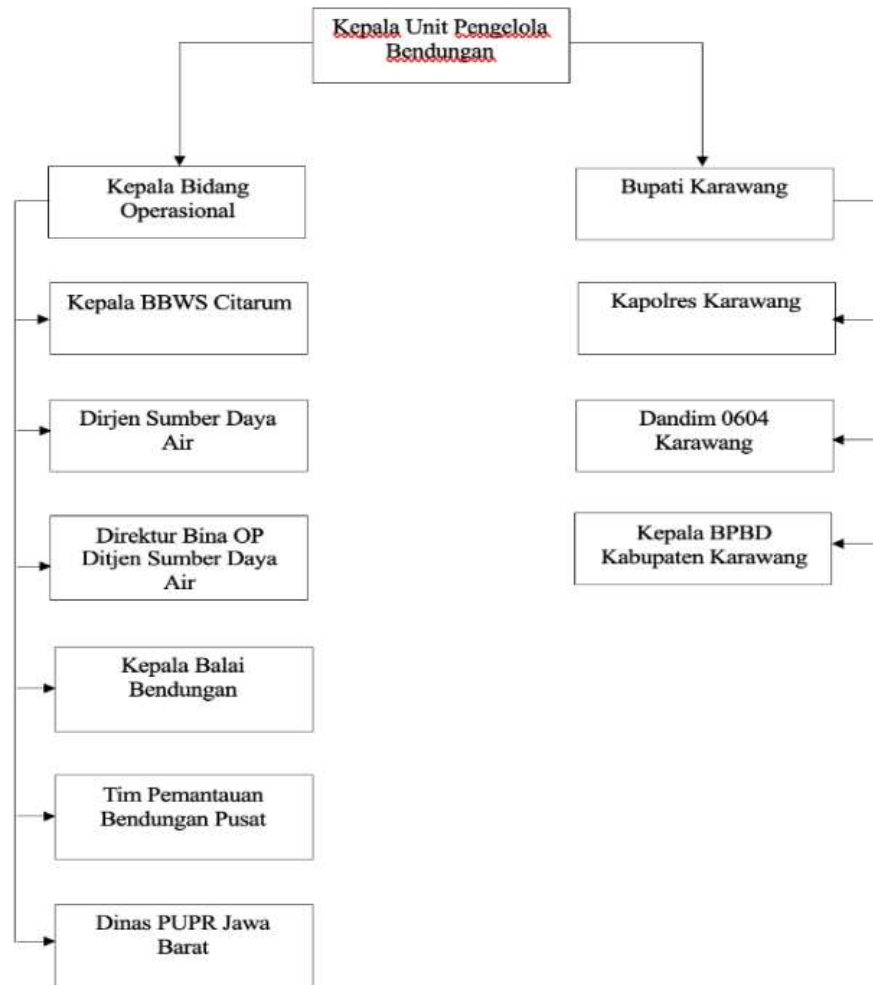 Kepala Unit Pengelola
Bendungan
Kepala Bidang
Operasional
Bupati Karawang
Kepala BBWS Citarum
Kapolres Karawang
Dirjen Sumber Daya
Air
Dandim 0604
Karawang
Direktur Bina OP
Ditjen Sumber Daya
Air
Kepala BPBD
Kabupaten Karawang
Kepala Balai
Bendungan
Tim Pemantauan
Bendungan Pusat
Dinas PUPR Jawa
Barat